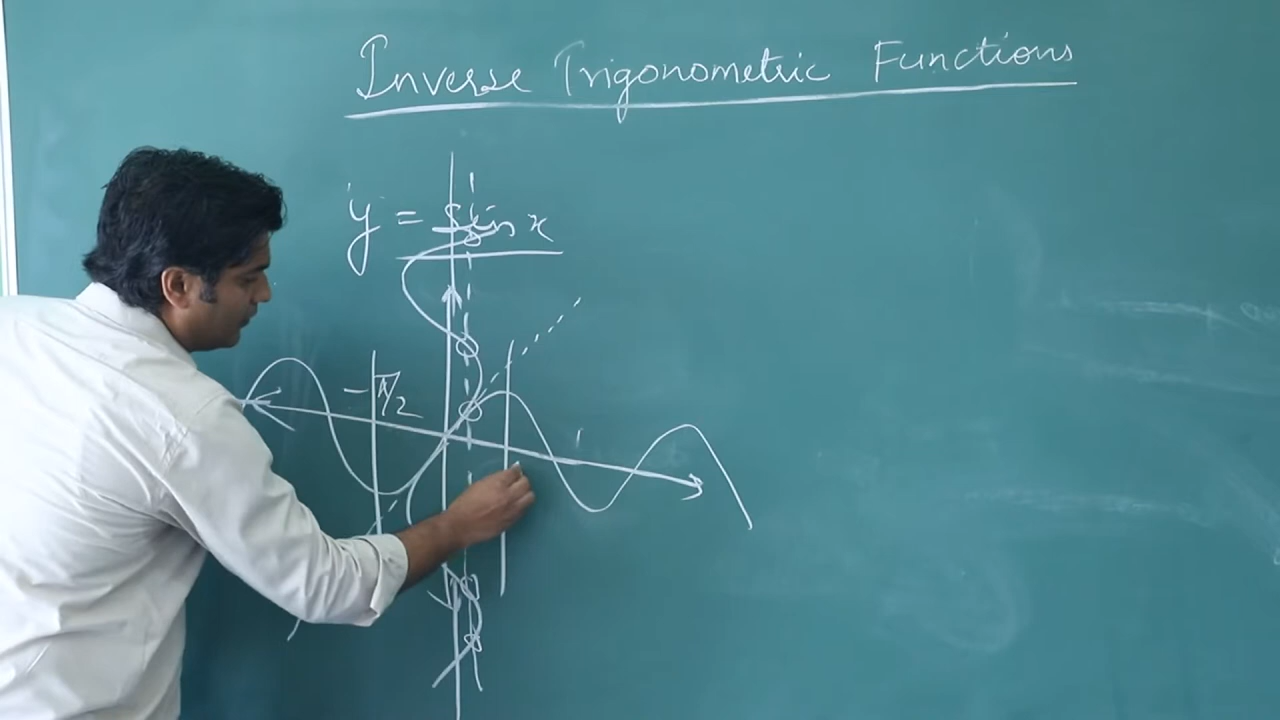 Inverse Trigonometric Functions
y = sin x
-π/2